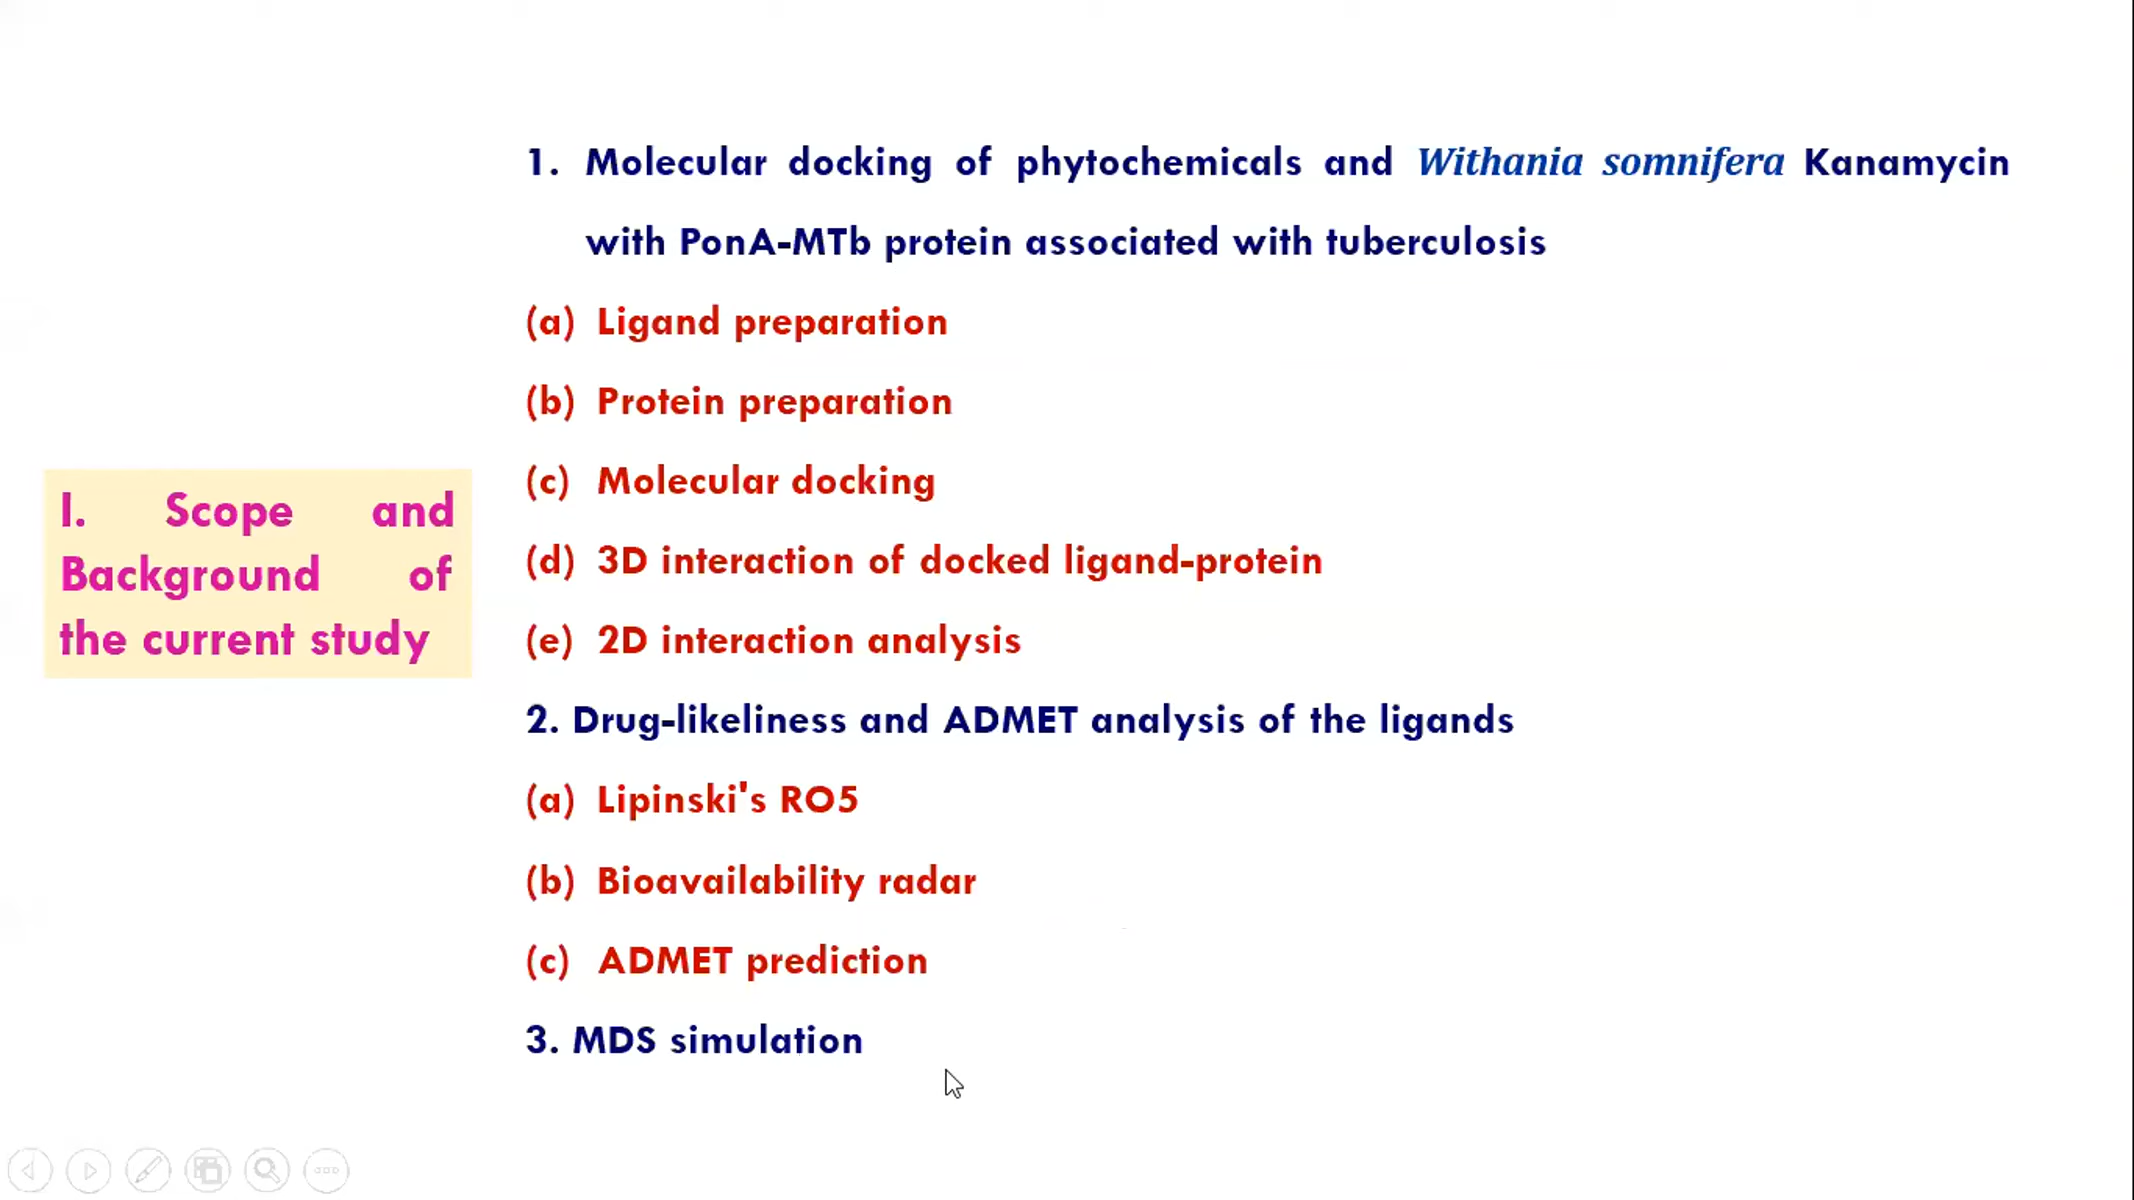 I. Scope and
Background of
the current study
1. Molecular docking of phytochemicals and Withania somnifera Kanamycin
with PonA-MTb protein associated with tuberculosis
(a) Ligand preparation
(b) Protein preparation
(c) Molecular docking
(d) 3D interaction of docked ligand-protein
(e) 2D interaction analysis
2. Drug-likeliness and ADMET analysis of the ligands
(a) Lipinski's RO5
(b) Bioavailability radar
(c) ADMET prediction
3. MDS simulation